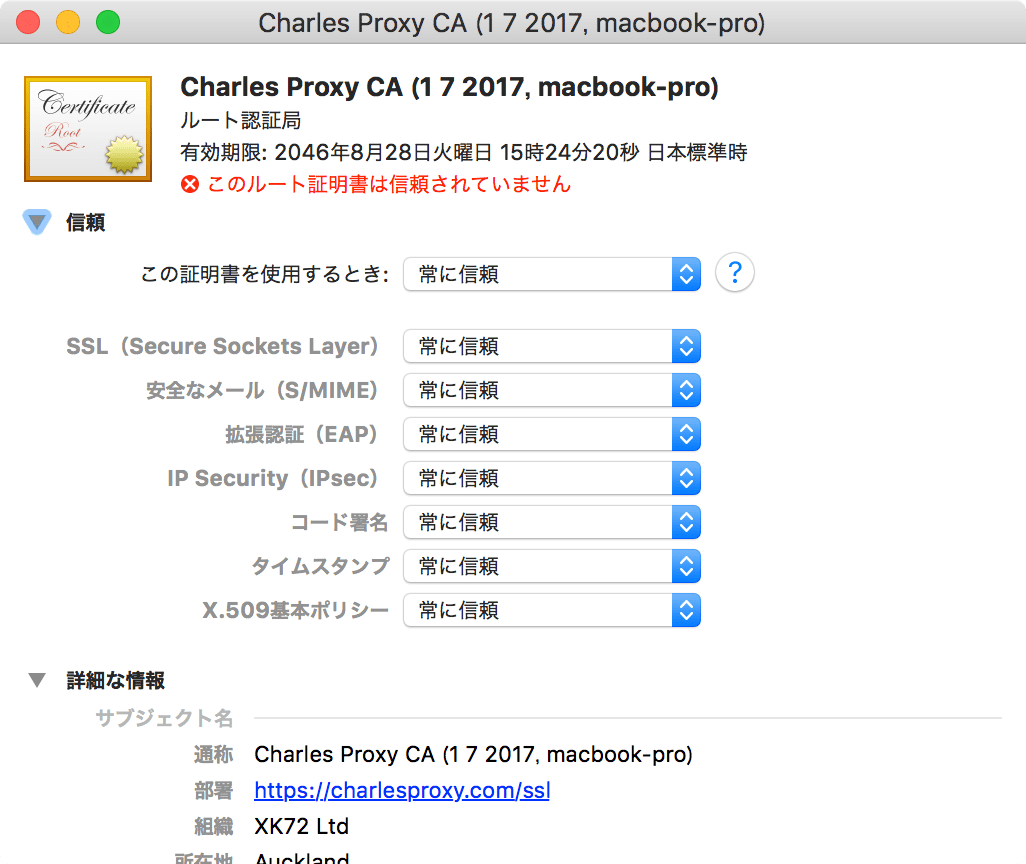 Charles Proxy CA (1 7 2017, macbook-pro)
Certificate
Root
Charles Proxy CA (1 7 2017, macbook-pro)
ルート認証局
有効期限: 2046年8月28日火曜日 15時24分20秒 日本標準時
このルート証明書は信頼されていません
信頼
この証明書を使用するとき: 常に信頼 ?
SSL（Secure Sockets Layer） 常に信頼
安全なメール（S/MIME） 常に信頼
拡張認証（EAP） 常に信頼
IP Security（IPsec） 常に信頼
コード署名 常に信頼
タイムスタンプ 常に信頼
X.509基本ポリシー 常に信頼
詳細な情報
サブジェクト名
通称 Charles Proxy CA (1 7 2017, macbook-pro)
部署 https://charlesproxy.com/ssl
組織 XK72 Ltd
所在地 Auckland